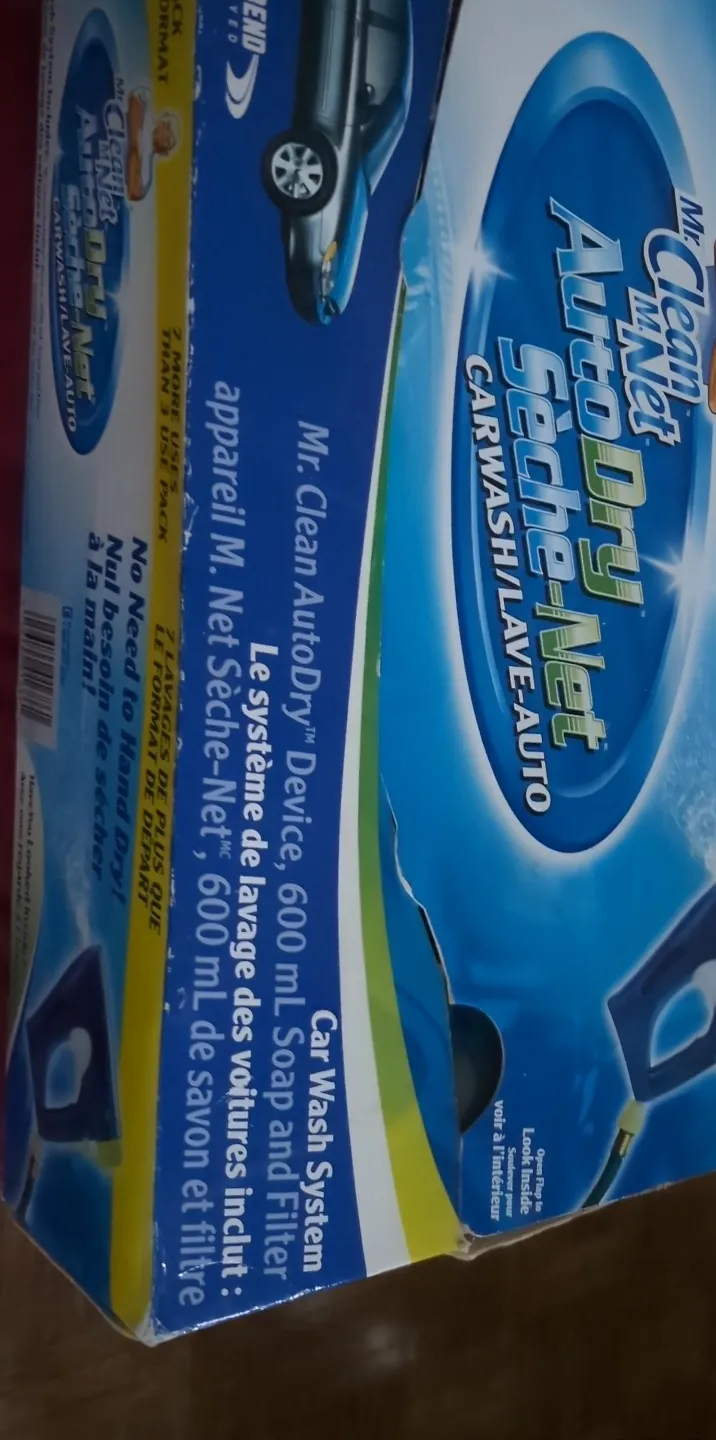 Mr. Clean
M. Net
AutoDry™
Sèche-Net
CARWASH/LAVE-AUTO
Open Flap to
Look Inside
Soulever pour
voir à l'intérieur
Car Wash System
Mr. Clean AutoDry™ Device, 600 mL Soap and Filter
Le système de lavage des voitures inclut :
appareil M. Net Sèche-Net MC, 600 mL de savon et filtre
7 MORE USES
THAN 3 USE PACK
7 LAVAGES DE PLUS QUE
LE FORMAT DE DÉPART
Mr. Clean
M. Net
AutoDry
Sèche-Net
CARWASH/LAVE-AUTO
No Need to Hand Dry!
Nul besoin de sécher
à la main!